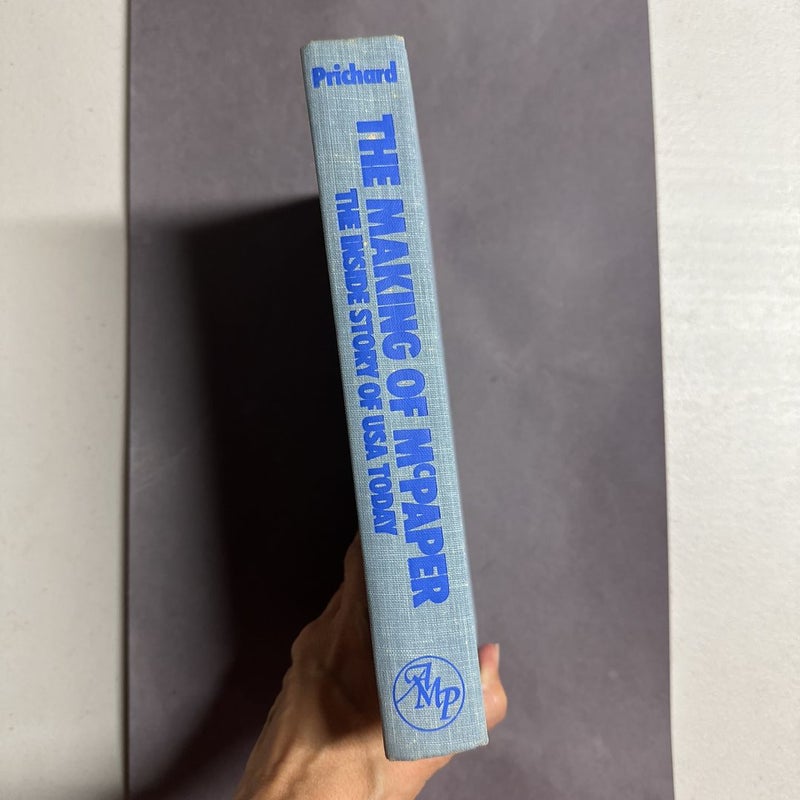 Prichard
THE MAKING OF McPAPER
THE INSIDE STORY OF USA TODAY
AMP